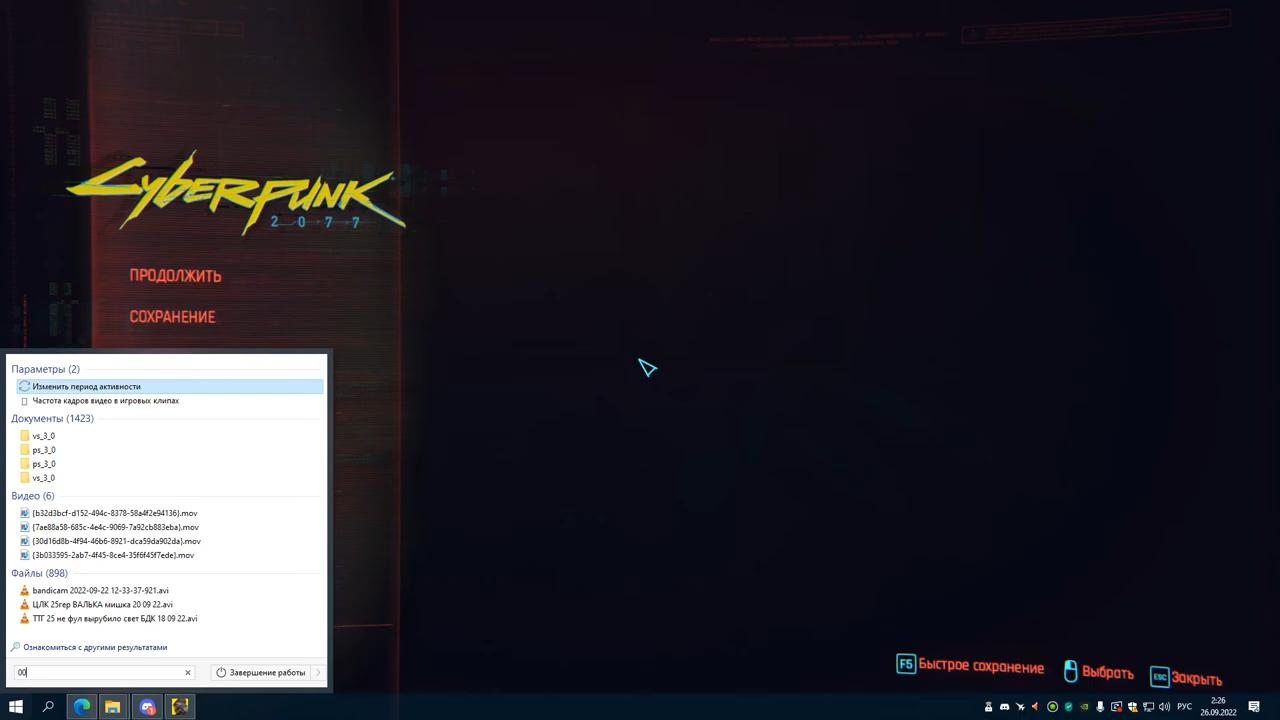 CYBERPUNK
2077
ПРОДОЛЖИТЬ
СОХРАНЕНИЕ
Параметры (2)
Изменить период активности
Частота кадров видео в игровых клипах
Документы (1423)
vs_3_0
ps_3_0
ps_3_0
vs_3_0
Видео (6)
{b32d3bcf-d152-494c-8378-58a4f2e94136}.mov
{7ae88a58-685c-4e4c-9069-7a92cb883eba}.mov
{30d16d8b-4f94-46b6-8921-dca59da902da}.mov
{3b033595-2ab7-4f45-8ce4-35f6f45f7ede}.mov
Файлы (898)
bandicam 2022-09-22 12-33-37-921.avi
ЦЛК 25гер ВАЛЬКА мишка 20 09 22.avi
ТТГ 25 не фул вырубило свет БДК 18 09 22.avi
Ознакомиться с другими результатами
00
Завершение работы
F5 Быстрое сохранение
Выбрать
ESC Закрыть
РУС
2:26
26.09.2022